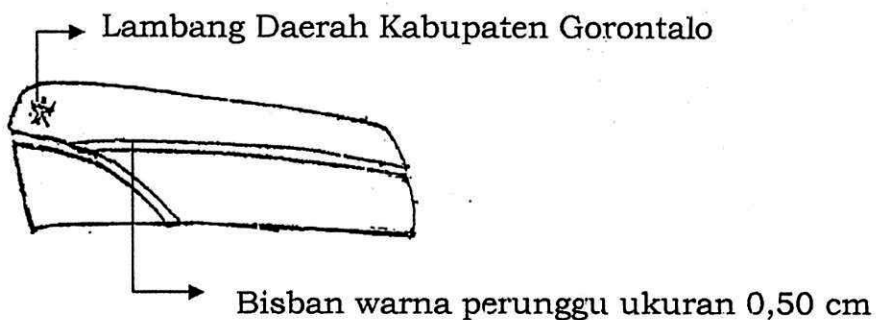 Lambang Daerah Kabupaten Gorontalo
Bisban warna perunggu ukuran 0,50 cm